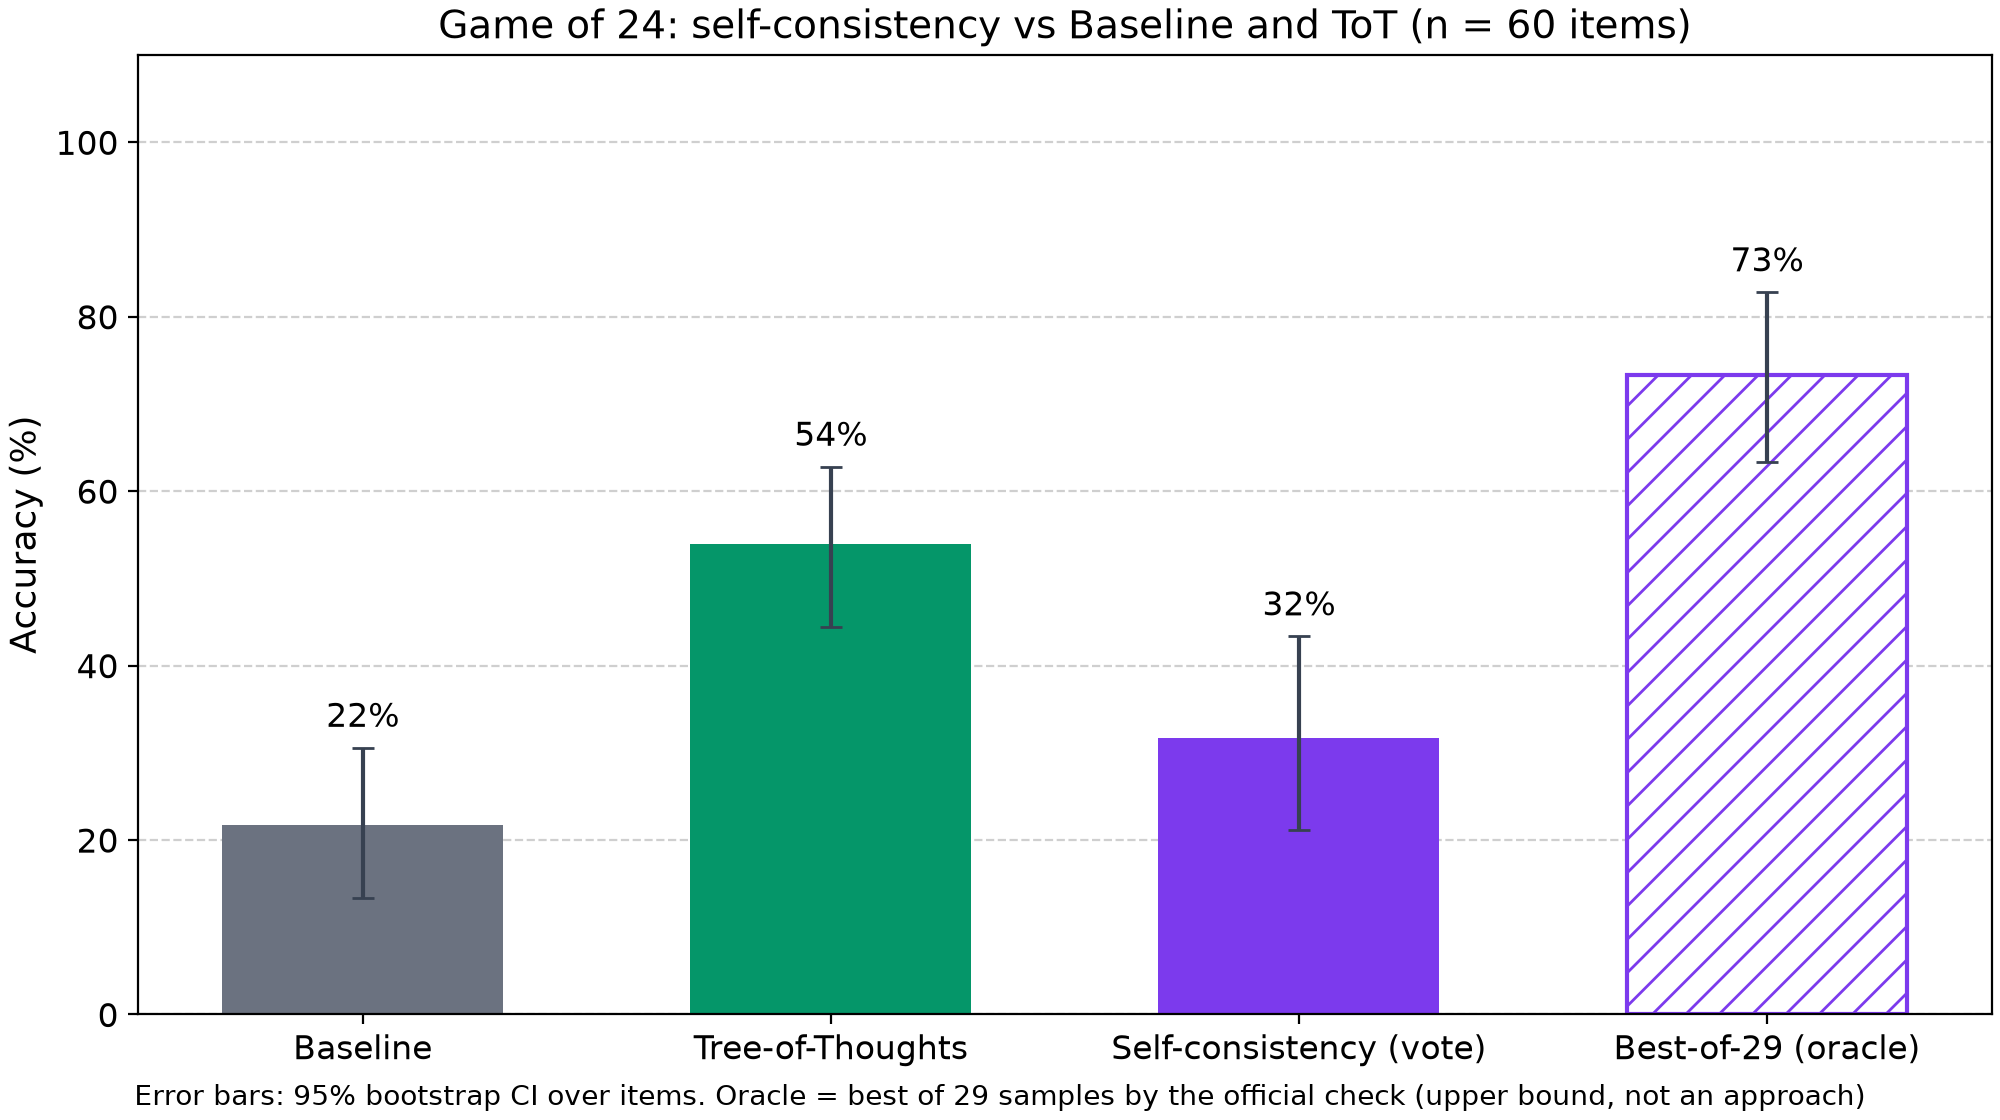 Game of 24: self-consistency vs Baseline and ToT (n = 60 items)
Accuracy (%)
100
80
60
40
20
0
22%
54%
32%
73%
Baseline
Tree-of-Thoughts
Self-consistency (vote)
Best-of-29 (oracle)
Error bars: 95% bootstrap CI over items. Oracle = best of 29 samples by the official check (upper bound, not an approach)